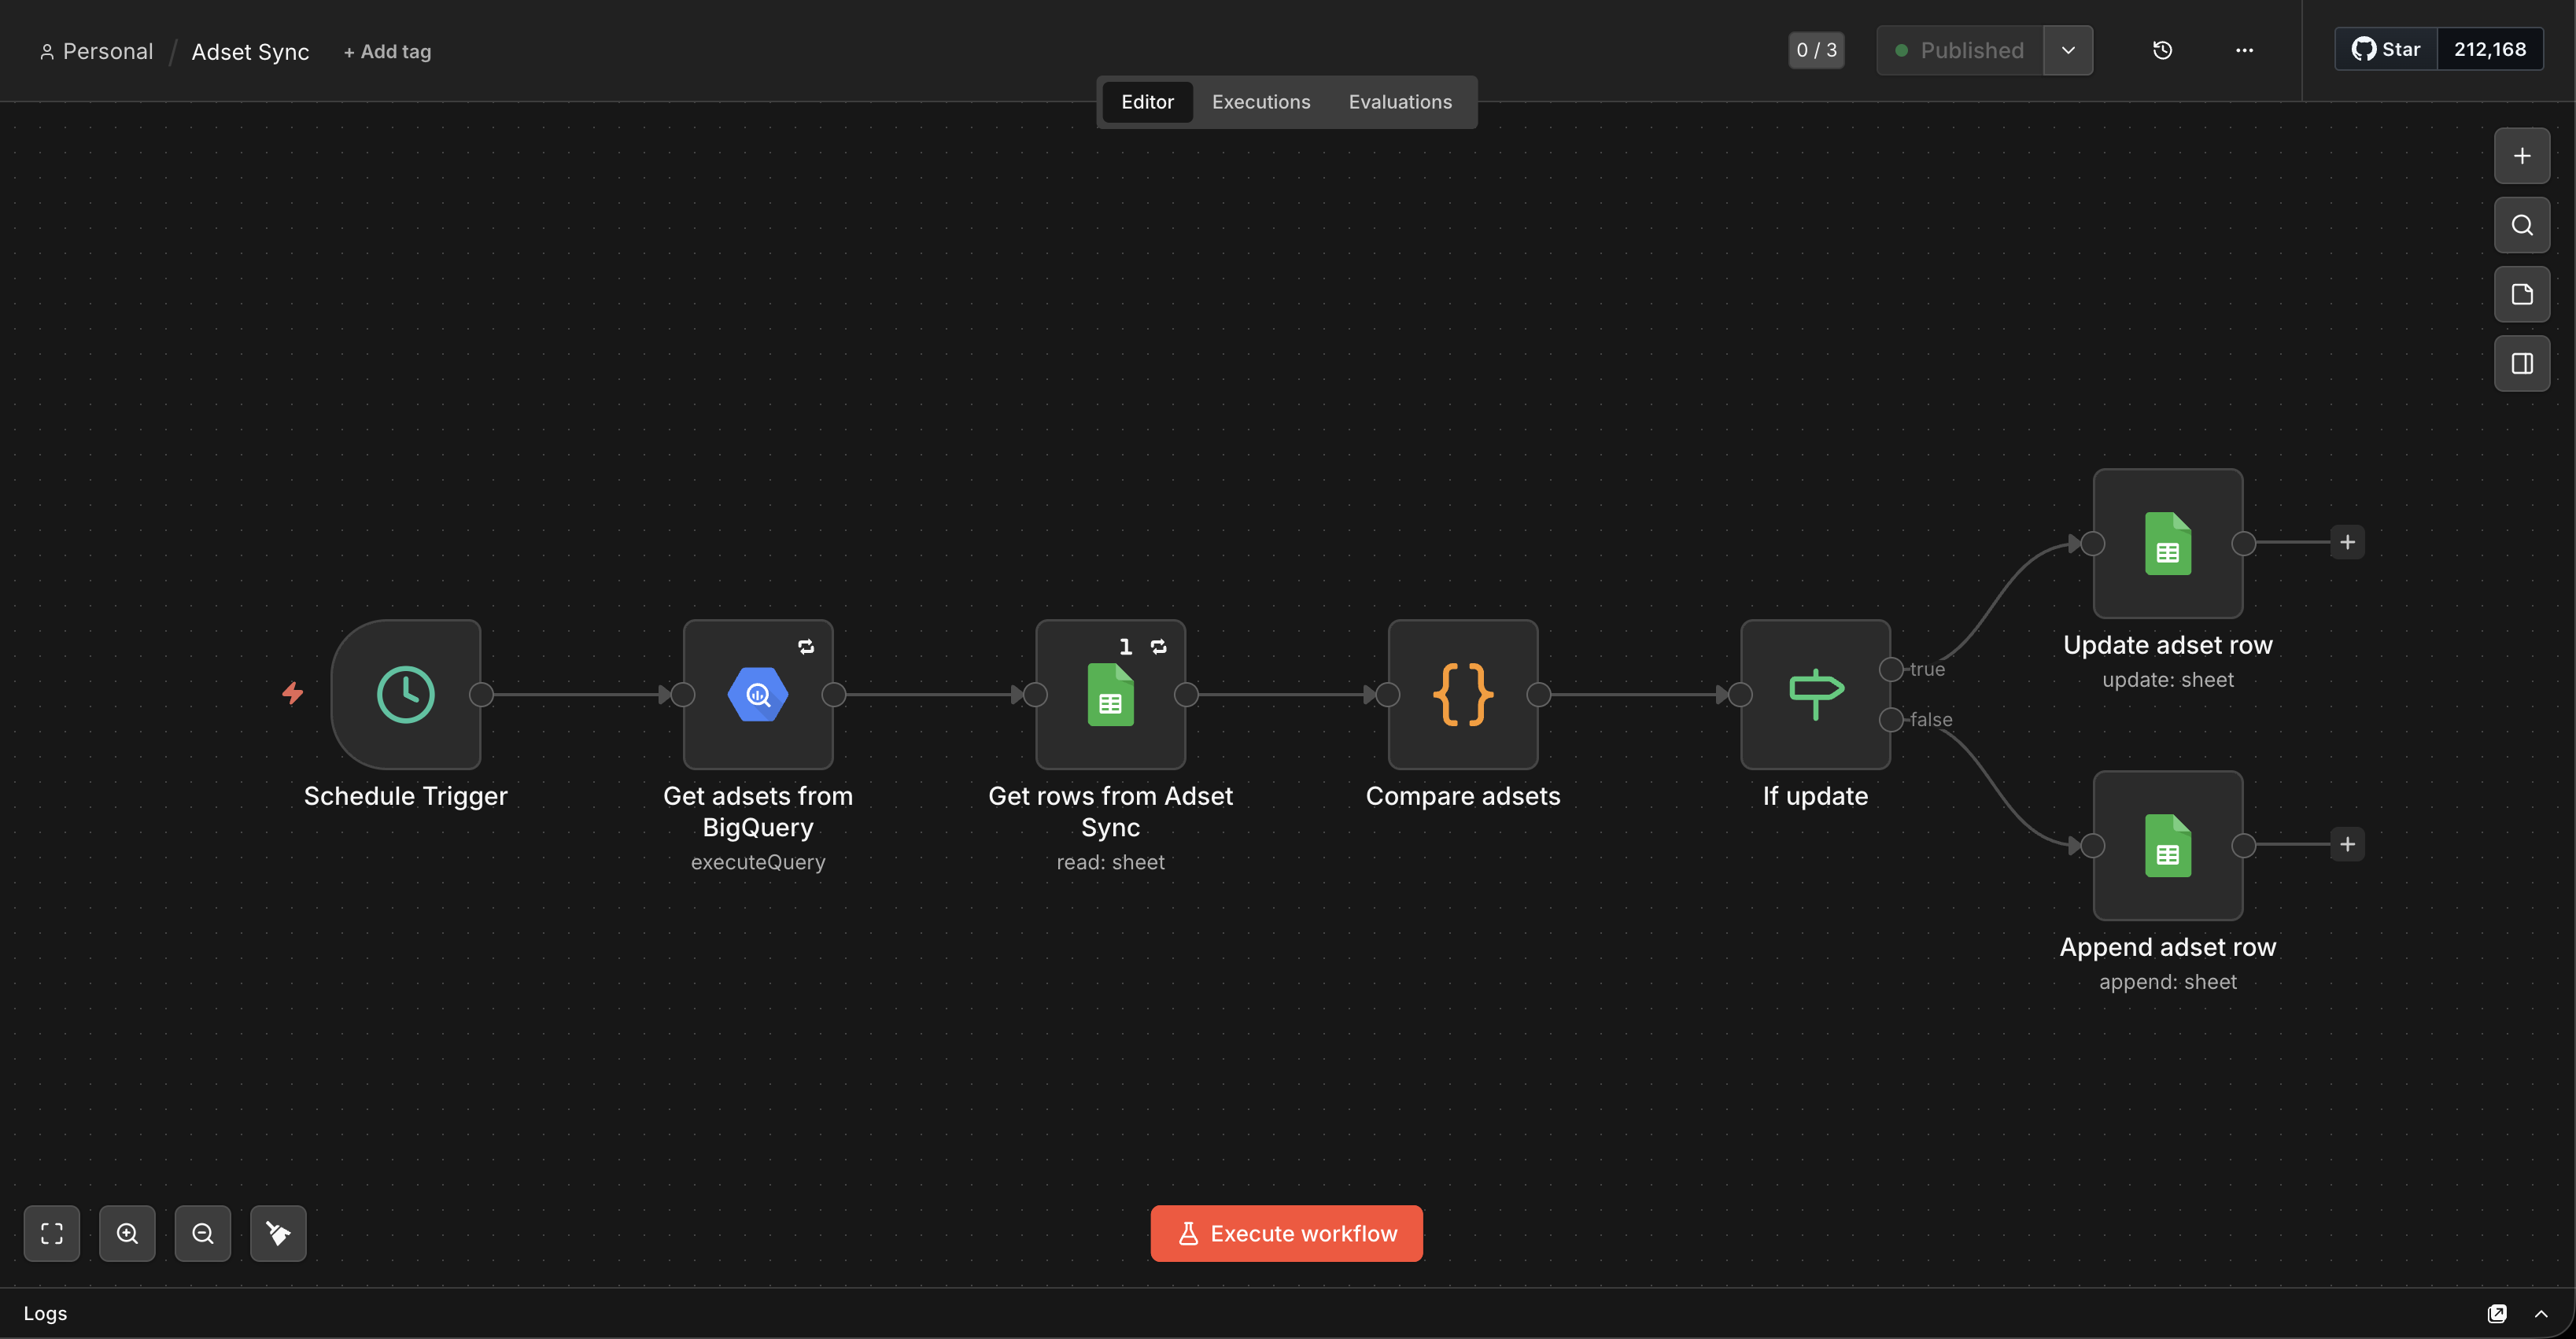 Personal / Adset Sync + Add tag
0 / 3
Published
Star 212,168
Editor Executions Evaluations
Schedule Trigger
Get adsets from
BigQuery
executeQuery
1
Get rows from Adset
Sync
read: sheet
Compare adsets
If update
true
false
Update adset row
update: sheet
Append adset row
append: sheet
Execute workflow
Logs